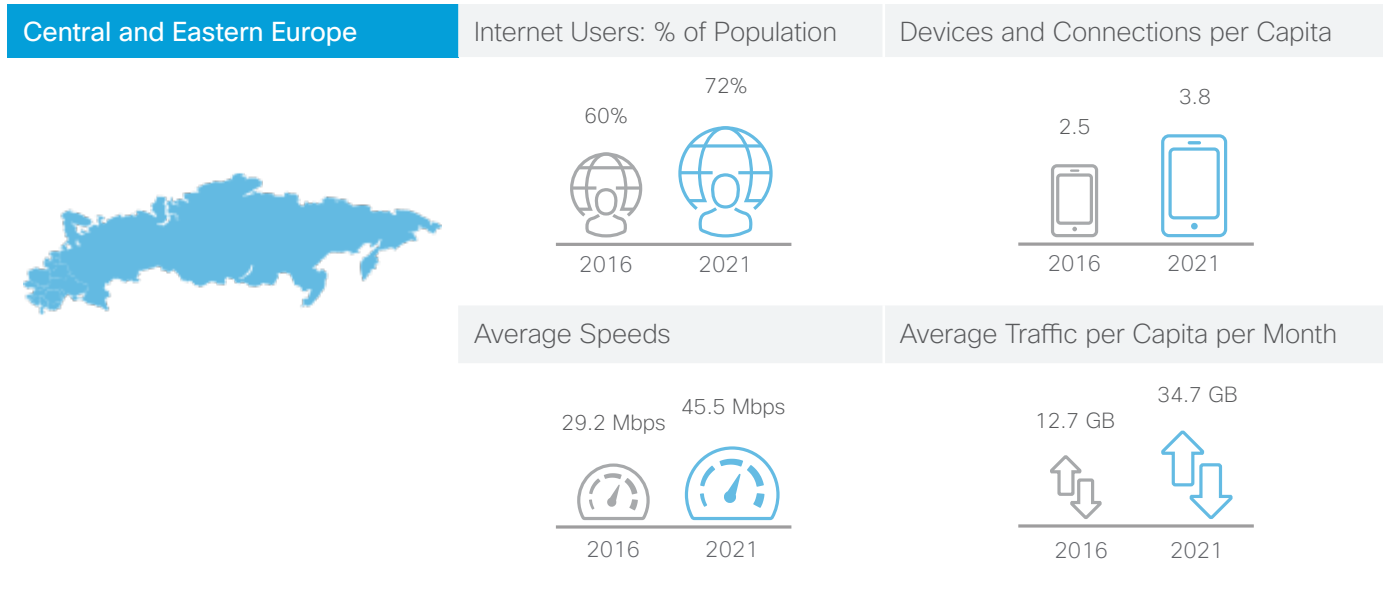 Central and Eastern Europe
Internet Users: % of Population
Devices and Connections per Capita
60%
72%
2016
2021
2.5
3.8
2016
2021
Average Speeds
Average Traffic per Capita per Month
29.2 Mbps
45.5 Mbps
2016
2021
12.7 GB
34.7 GB
2016
2021